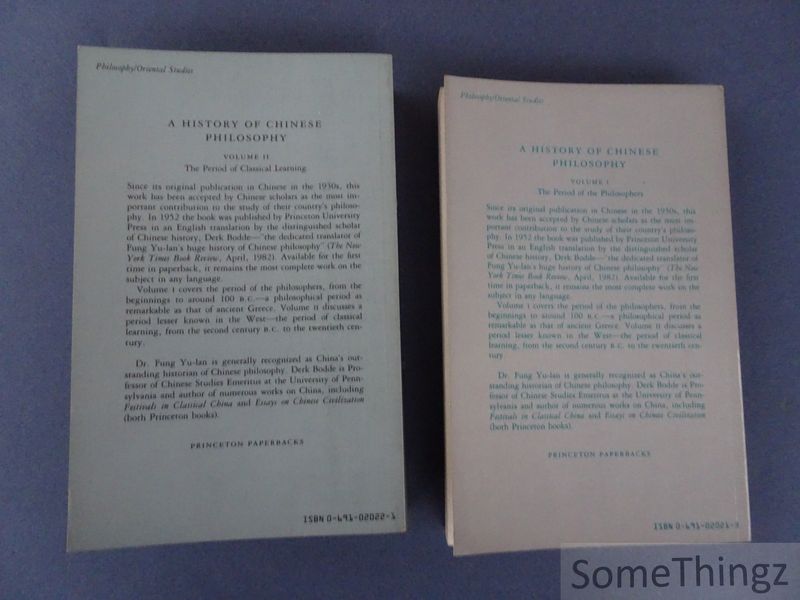 Philosophy/Oriental Studies
A HISTORY OF CHINESE
PHILOSOPHY
VOLUME II
The Period of Classical Learning
Since its original publication in Chinese in the 1930s, this
work has been accepted by Chinese scholars as the most im-
portant contribution to the study of their country's philoso-
phy. In 1952 the book was published by Princeton University
Press in an English translation by the distinguished scholar
of Chinese history, Derk Bodde—"the dedicated translator of
Fung Yu-lan's huge history of Chinese philosophy" (The New
York Times Book Review, April, 1982). Available for the first
time in paperback, it remains the most complete work on the
subject in any language.
Volume I covers the period of the philosophers, from the
beginnings to around 100 B.C.—a philosophical period as
remarkable as that of ancient Greece. Volume II discusses a
period lesser known in the West—the period of classical
learning, from the second century B.C. to the twentieth cen-
tury.
Dr. Fung Yu-lan is generally recognized as China's out-
standing historian of Chinese philosophy. Derk Bodde is Pro-
fessor of Chinese Studies Emeritus at the University of Penn-
sylvania and author of numerous works on China, including
Festivals in Classical China and Essays on Chinese Civilization
(both Princeton books).
PRINCETON PAPERBACKS
ISBN 0-691-02022-1
Philosophy/Oriental Studies
A HISTORY OF CHINESE
PHILOSOPHY
VOLUME I
The Period of the Philosophers
Since its original publication in Chinese in the 1930s, this
work has been accepted by Chinese scholars as the most im-
portant contribution to the study of their country's philoso-
phy. In 1952 the book was published by Princeton University
Press in an English translation by the distinguished scholar
of Chinese history, Derk Bodde—"the dedicated translator of
Fung Yu-lan's huge history of Chinese philosophy" (The New
York Times Book Review, April, 1982). Available for the first
time in paperback, it remains the most complete work on the
subject in any language.
Volume I covers the period of the philosophers, from the
beginnings to around 100 B.C.—a philosophical period as
remarkable as that of ancient Greece. Volume II discusses a
period lesser known in the West—the period of classical
learning, from the second century B.C. to the twentieth cen-
tury.
Dr. Fung Yu-lan is generally recognized as China's out-
standing historian of Chinese philosophy. Derk Bodde is Pro-
fessor of Chinese Studies Emeritus at the University of Penn-
sylvania and author of numerous works on China, including
Festivals in Classical China and Essays on Chinese Civilization
(both Princeton books).
PRINCETON PAPERBACKS
ISBN 0-691-02021-3
SomeThingz